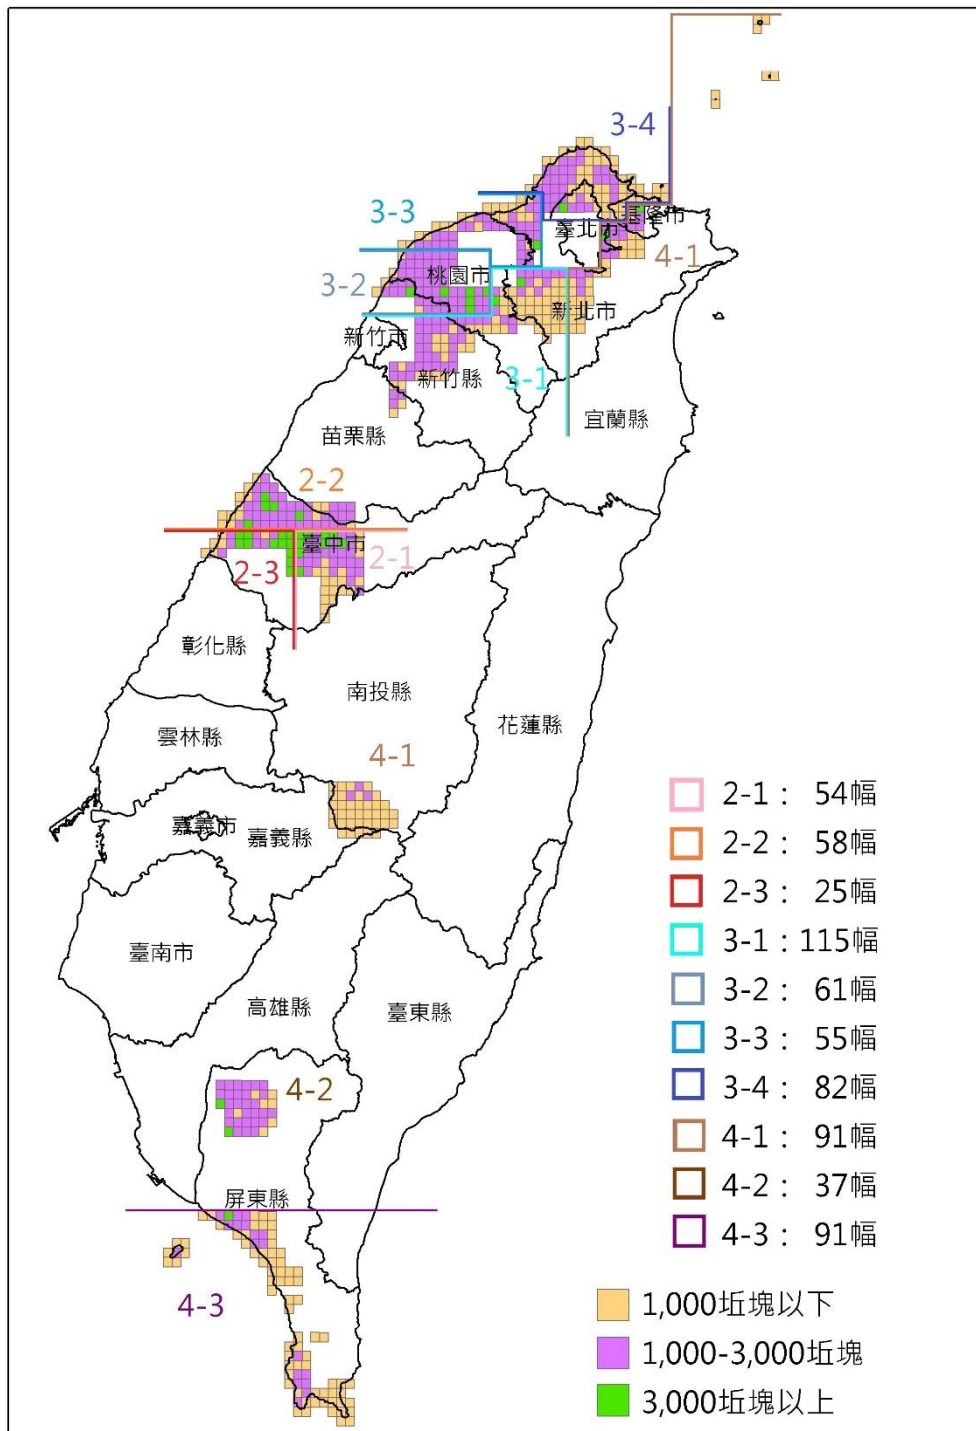 3-4
3-3
基隆市
臺北市
4-1
3-2
桃園市
新北市
新竹市
新竹縣
3-1
宜蘭縣
苗栗縣
2-2
臺中市
2-1
2-3
彰化縣
南投縣
花蓮縣
雲林縣
4-1
嘉義市
嘉義縣
臺南市
高雄縣
臺東縣
4-2
屏東縣
4-3
2-1： 54幅
2-2： 58幅
2-3： 25幅
3-1：115幅
3-2： 61幅
3-3： 55幅
3-4： 82幅
4-1： 91幅
4-2： 37幅
4-3： 91幅
1,000坵塊以下
1,000-3,000坵塊
3,000坵塊以上